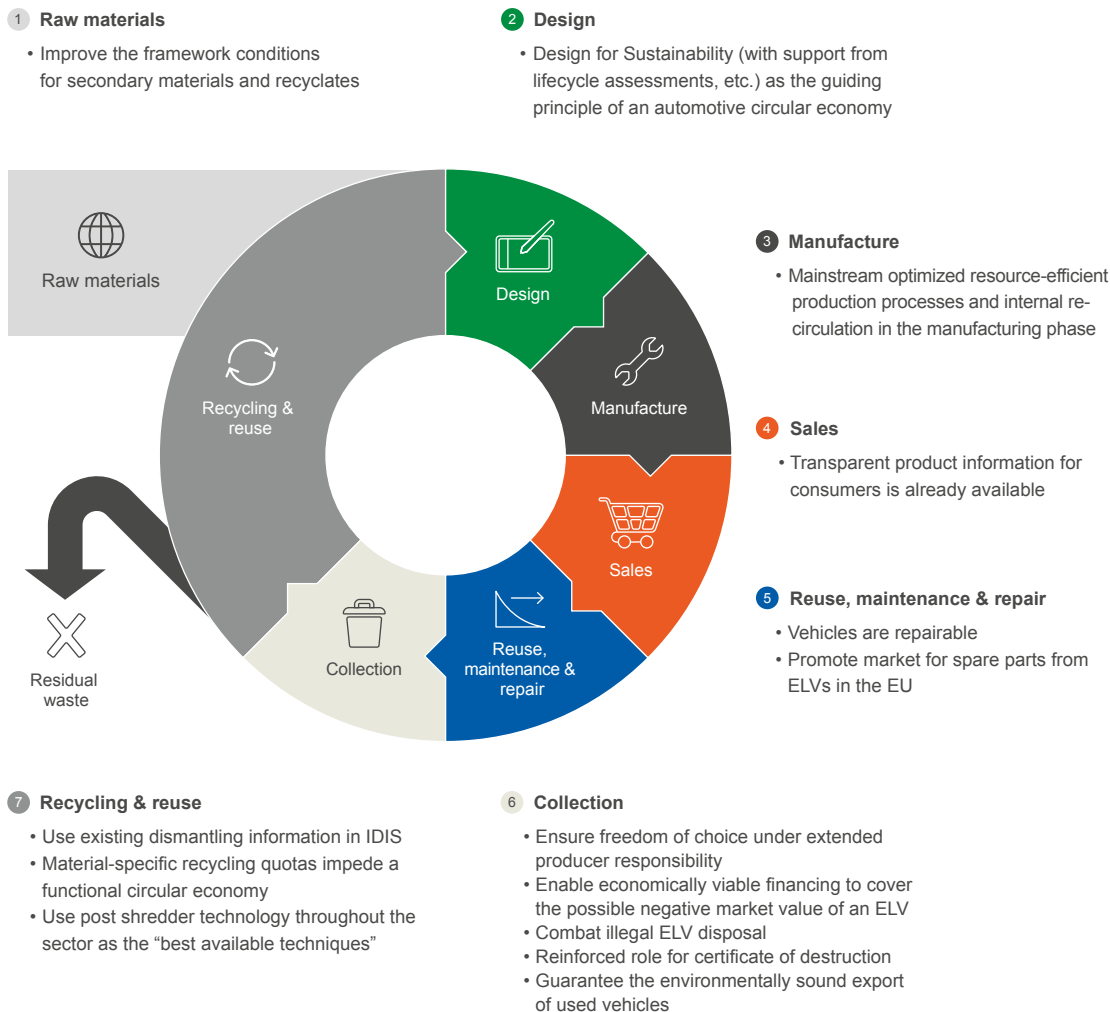 1 Raw materials
• Improve the framework conditions
for secondary materials and recyclates
2 Design
• Design for Sustainability (with support from
lifecycle assessments, etc.) as the guiding
principle of an automotive circular economy
Raw materials
Design
Manufacture
Recycling &
reuse
Sales
Reuse,
maintenance &
repair
Collection
Residual
waste
3 Manufacture
• Mainstream optimized resource-efficient
production processes and internal re-
circulation in the manufacturing phase
4 Sales
• Transparent product information for
consumers is already available
5 Reuse, maintenance & repair
• Vehicles are repairable
• Promote market for spare parts from
ELVs in the EU
7 Recycling & reuse
• Use existing dismantling information in IDIS
• Material-specific recycling quotas impede a
functional circular economy
• Use post shredder technology throughout the
sector as the “best available techniques”
6 Collection
• Ensure freedom of choice under extended
producer responsibility
• Enable economically viable financing to cover
the possible negative market value of an ELV
• Combat illegal ELV disposal
• Reinforced role for certificate of destruction
• Guarantee the environmentally sound export
of used vehicles